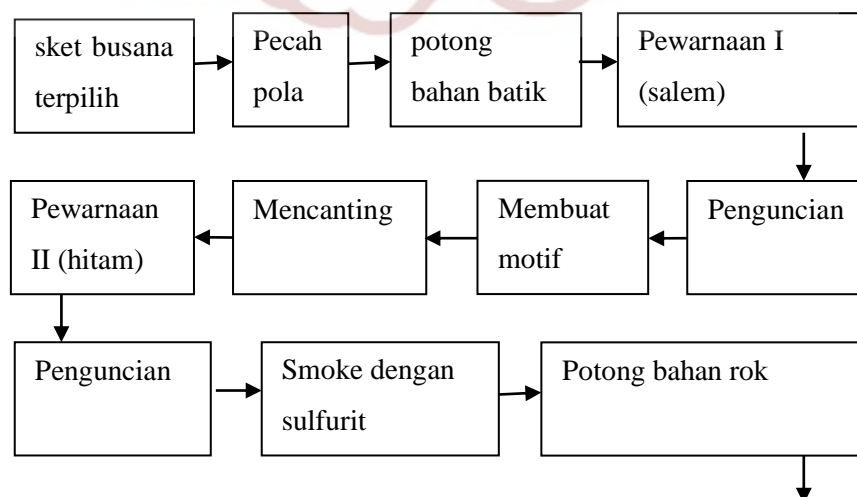 sket busana
terpilih
Pecah
pola
potong
bahan batik
Pewarnaan I
(salem)
Penguncian
Membuat
motif
Mencanting
Pewarnaan
II (hitam)
Penguncian
Smoke dengan
sulfurit
Potong bahan rok